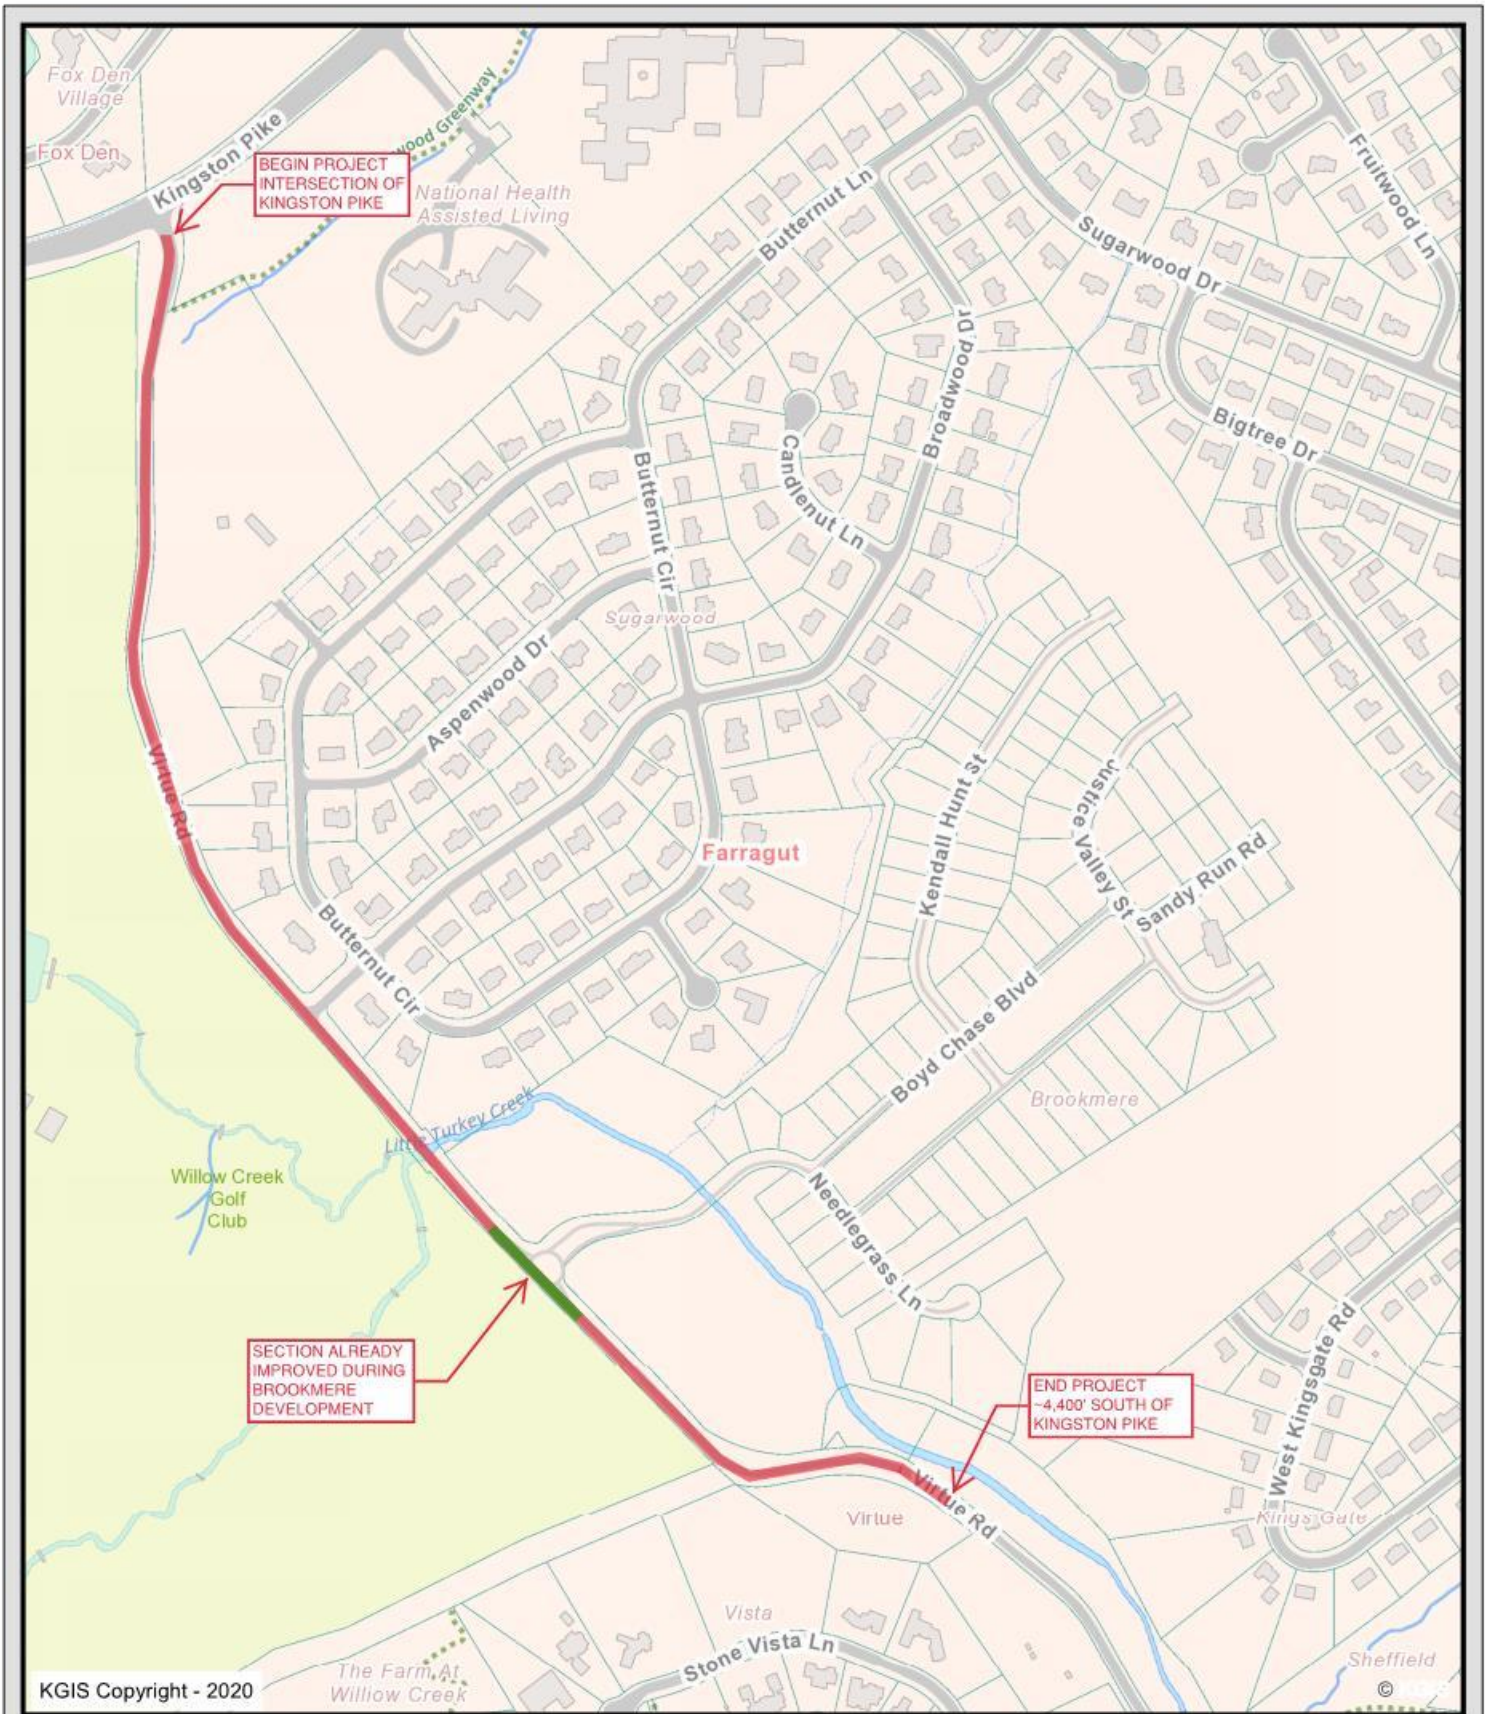 Fox Den
Village
Fox Den
Kingston Pike
wood Greenway
BEGIN PROJECT
INTERSECTION OF
KINGSTON PIKE
National Health
Assisted Living
Butternut Ln
Fruitwood Ln
Sugarwood Dr
Broadwood Dr
Bigtree Dr
Candlenut Ln
Butternut Cir
Sugarwood
Aspenwood Dr
Virtue Rd
Farragut
Kendall Hunt St
Justice Valley St
Sandy Run Rd
Butternut Cir
Boyd Chase Blvd
Brookmere
Little Turkey Creek
Willow Creek
Golf
Club
Needlegrass Ln
SECTION ALREADY
IMPROVED DURING
BROOKMERE
DEVELOPMENT
END PROJECT
~4,400' SOUTH OF
KINGSTON PIKE
West Kingsgate Rd
Virtue Rd
Virtue
Kings Gate
Vista
Stone Vista Ln
The Farm At
Williow Creek
Sheffield
KGIS Copyright - 2020
©